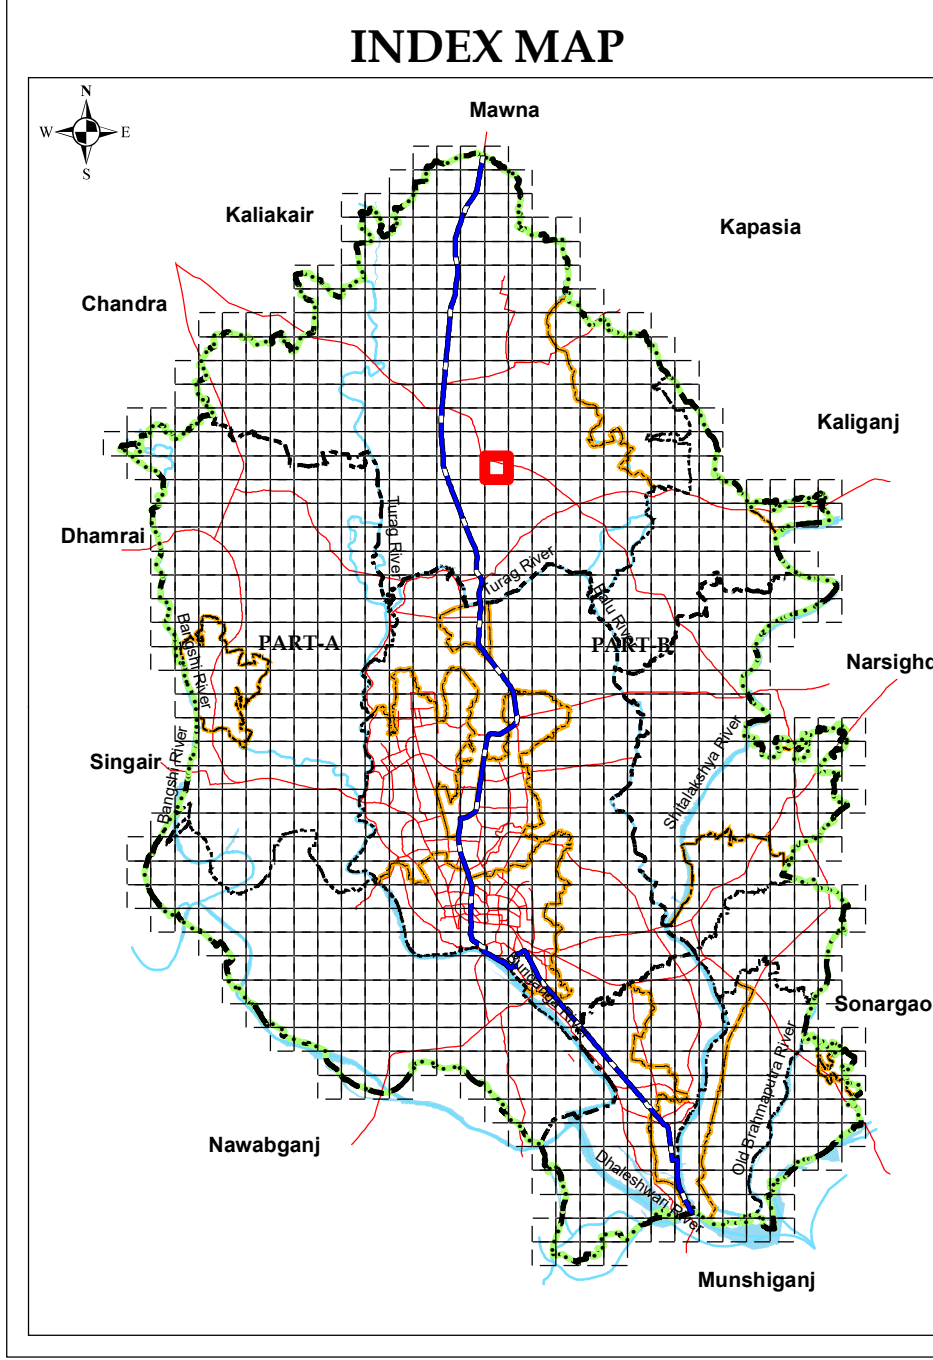 INDEX MAP
N
W E
S
Mawna
Kaliakair
Kapasia
Chandra
Kaliganj
Dhamrai
Turag River
Turag River
Balu River
Bangshi River
PART-A
PART-B
Narsighd
Singair
Bangshi River
Shitalakshya River
Buriganga River
Sonargao
Old Brahmaputra River
Nawabganj
Dhaleshwari River
Munshiganj